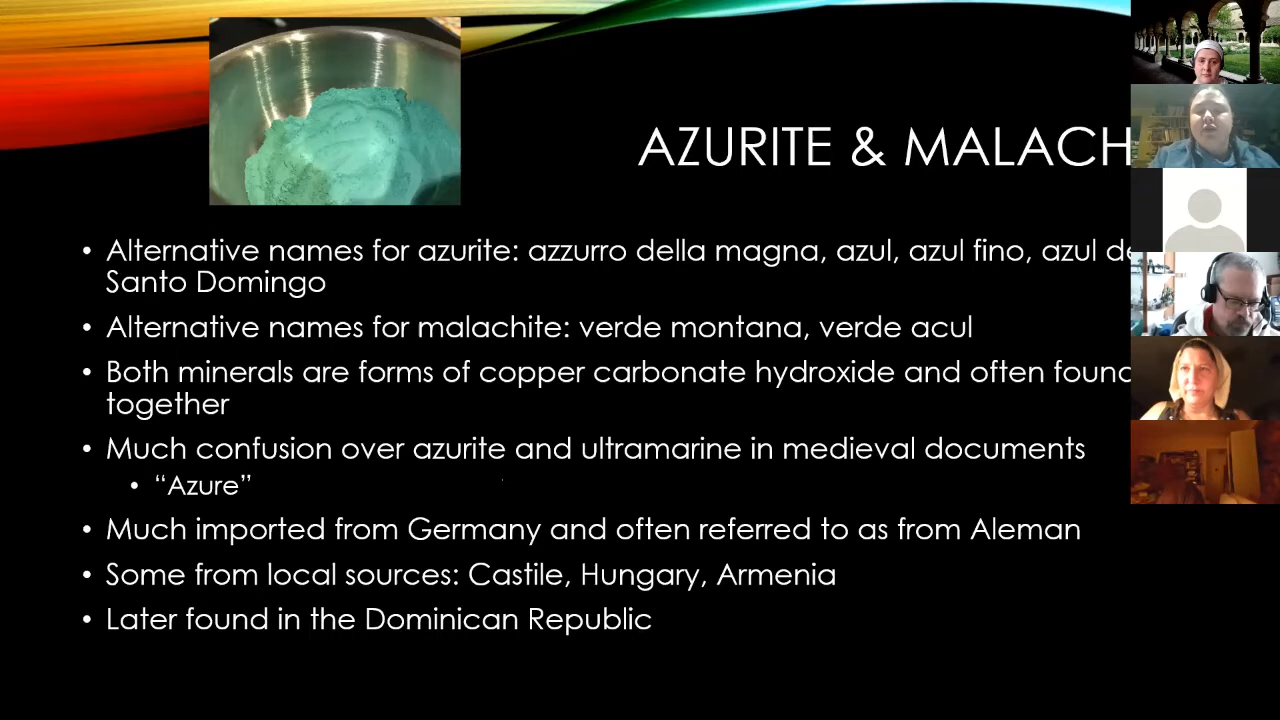 AZURITE & MALACH
• Alternative names for azurite: azzurro della magna, azul, azul fino, azul de
Santo Domingo
• Alternative names for malachite: verde montana, verde acul
• Both minerals are forms of copper carbonate hydroxide and often found
together
• Much confusion over azurite and ultramarine in medieval documents
• “Azure”
• Much imported from Germany and often referred to as from Aleman
• Some from local sources: Castile, Hungary, Armenia
• Later found in the Dominican Republic